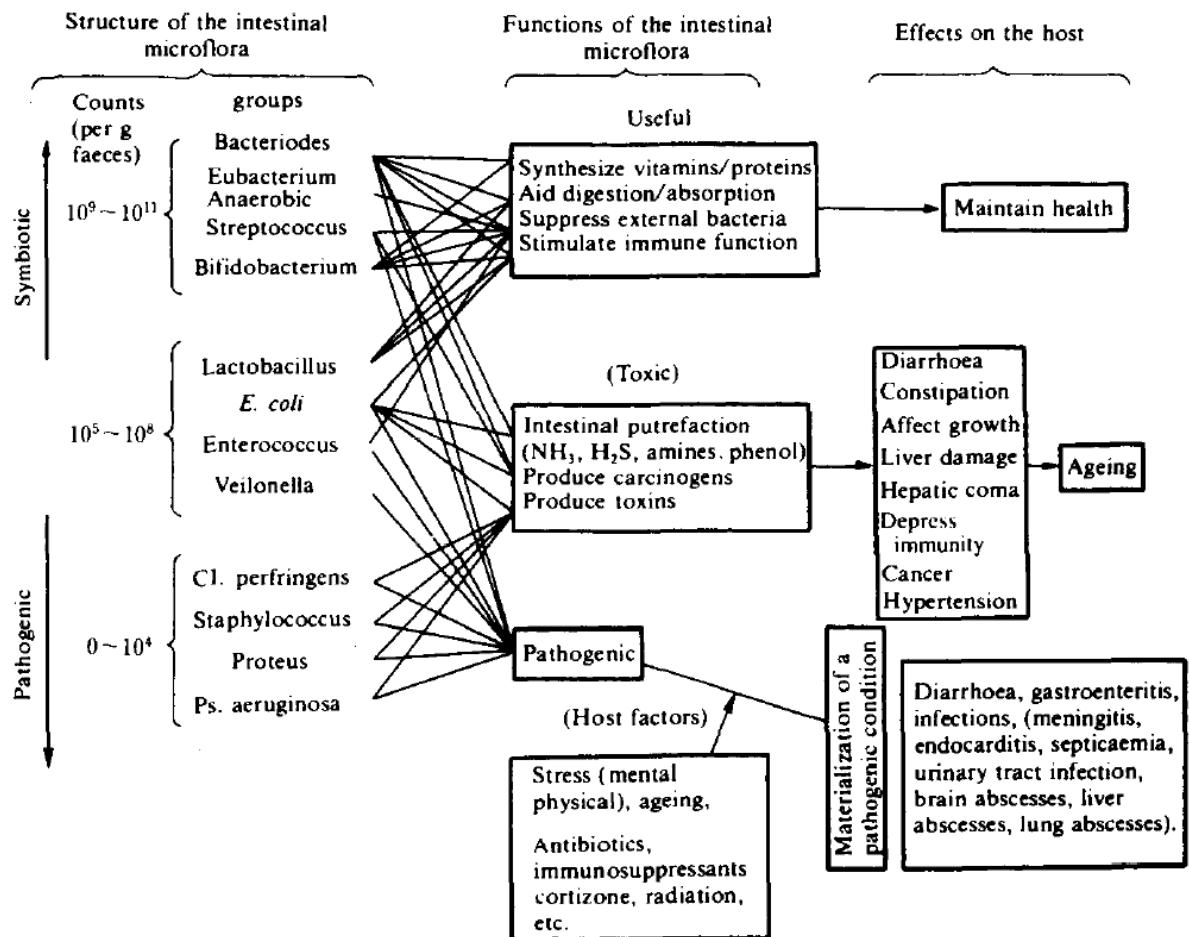 Structure of the intestinal
microflora
Functions of the intestinal
microflora
Effects on the host
Counts
(per g
faeces)
groups
Symbiotic
10⁹ ~ 10¹¹
Bacteriodes
Eubacterium
Anaerobic
Streptococcus
Bifidobacterium
10⁵ ~ 10⁸
Lactobacillus
E. coli
Enterococcus
Veilonella
Pathogenic
0 ~ 10⁴
Cl. perfringens
Staphylococcus
Proteus
Ps. aeruginosa
Useful
Synthesize vitamins/proteins
Aid digestion/absorption
Suppress external bacteria
Stimulate immune function
Maintain health
(Toxic)
Intestinal putrefaction
(NH₃, H₂S, amines. phenol)
Produce carcinogens
Produce toxins
Diarrhoea
Constipation
Affect growth
Liver damage
Hepatic coma
Depress
immunity
Cancer
Hypertension
Ageing
Pathogenic
(Host factors)
Stress (mental
physical), ageing,
Antibiotics,
immunosuppressants
cortizone, radiation,
etc.
Materialization of a
pathogenic condition
Diarrhoea, gastroenteritis,
infections, (meningitis,
endocarditis, septicaemia,
urinary tract infection,
brain abscesses, liver
abscesses, lung abscesses).